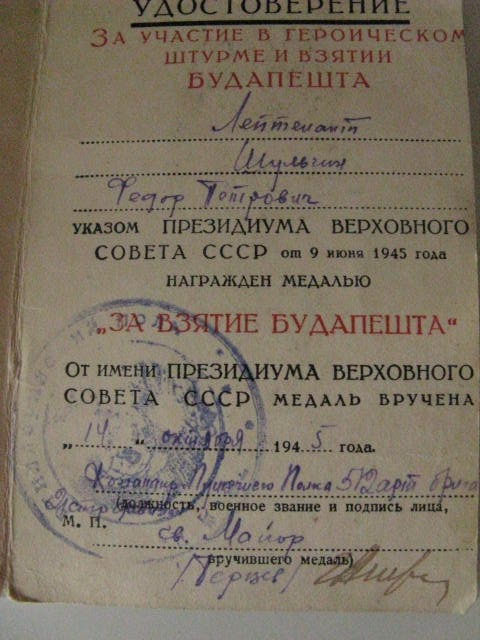 УДОСТОВЕРЕНИЕ
ЗА УЧАСТИЕ В ГЕРОИЧЕСКОМ
ШТУРМЕ И ВЗЯТИИ
БУДАПЕШТА
Лейтенант
Шульгин
Федор Петрович
УКАЗОМ ПРЕЗИДИУМА ВЕРХОВНОГО
СОВЕТА СССР от 9 июня 1945 года
НАГРАЖДЕН МЕДАЛЬЮ
„ЗА ВЗЯТИЕ БУДАПЕШТА“
От имени ПРЕЗИДИУМА ВЕРХОВНОГО
СОВЕТА СССР МЕДАЛЬ ВРУЧЕНА
„14“ октября 1945 года.
Командир Пушечного Полка
(должность, военное звание и подпись лица,
М. П.
гв. Майор
вручившего медаль)